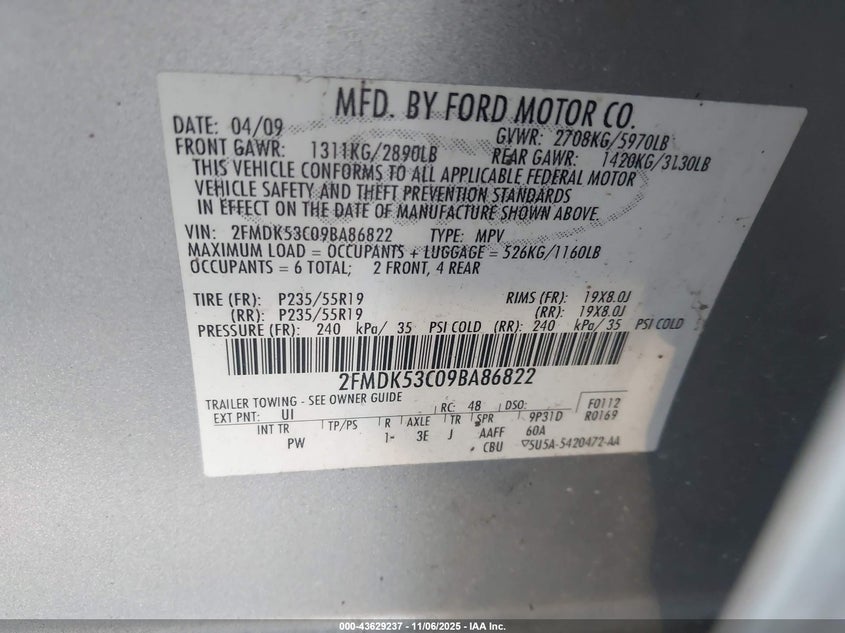 MFD. BY FORD MOTOR CO.
DATE: 04/09 GVWR: 2708KG/5970LB
FRONT GAWR: 1311KG/2890LB REAR GAWR: 1420KG/3130LB
THIS VEHICLE CONFORMS TO ALL APPLICABLE FEDERAL MOTOR
VEHICLE SAFETY AND THEFT PREVENTION STANDARDS
IN EFFECT ON THE DATE OF MANUFACTURE SHOWN ABOVE.
VIN: 2FMDK53C09BA86822 TYPE: MPV
MAXIMUM LOAD = OCCUPANTS + LUGGAGE = 526KG/1160LB
OCCUPANTS = 6 TOTAL; 2 FRONT, 4 REAR
TIRE (FR): P235/55R19 RIMS (FR): 19X8.0J
(RR): P235/55R19 (RR): 19X8.0J
PRESSURE (FR): 240 kPa/ 35 PSI COLD (RR): 240 kPa/ 35 PSI COLD
2FMDK53C09BA86822
TRAILER TOWING - SEE OWNER GUIDE
EXT PNT: UI RC: 48 DSO: F0112
INT TR TP/PS R AXLE TR SPR 9P31D R0169
PW 1- 3E J AAFF 60A
CBU 5U5A-5420472-AA
000-43629237 - 11/06/2025 - IAA Inc.